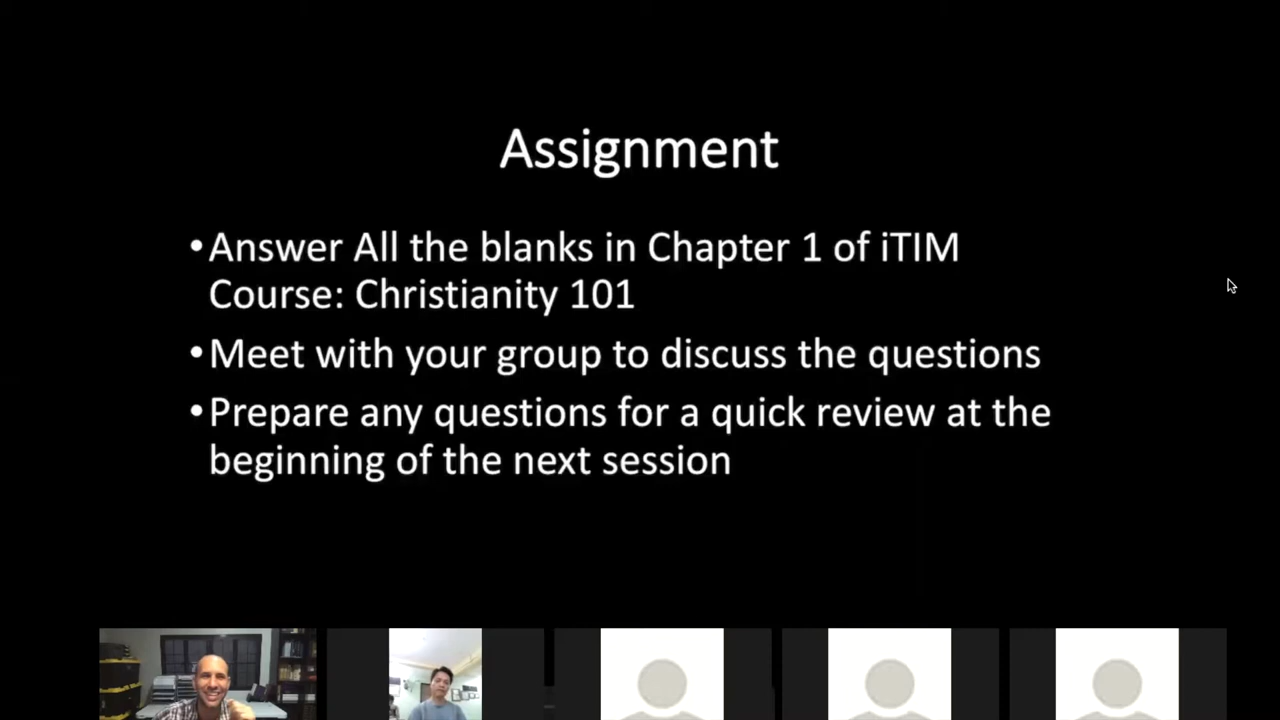 Assignment
•Answer All the blanks in Chapter 1 of iTIM
Course: Christianity 101
•Meet with your group to discuss the questions
•Prepare any questions for a quick review at the
beginning of the next session